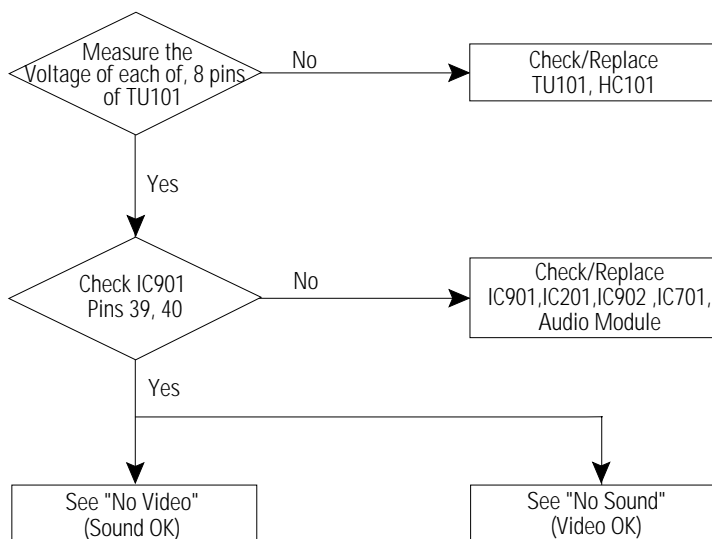 Measure the
Voltage of each of, 8 pins
of TU101
No
Check/Replace
TU101, HC101
Yes
Check IC901
Pins 39, 40
No
Check/Replace
IC901,IC201,IC902 ,IC701,
Audio Module
Yes
See "No Video"
(Sound OK)
See "No Sound"
(Video OK)